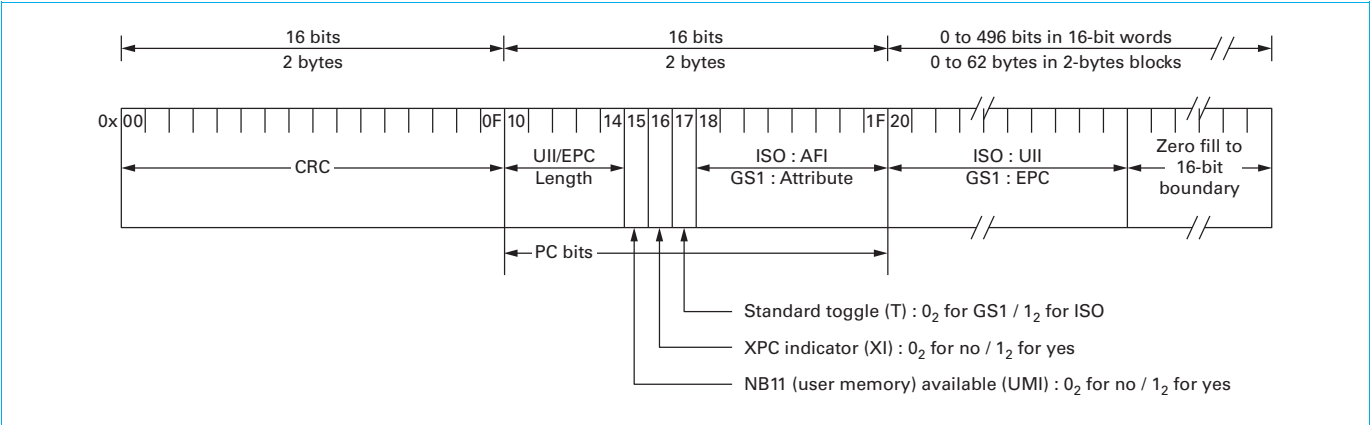 16 bits
16 bits
0 to 496 bits in 16-bit words
2 bytes
2 bytes
0 to 62 bytes in 2-bytes blocks
0x 00 0F 10 14 15 16 17 18 1F 20
CRC
UII/EPC
Length
ISO : AFI
GS1 : Attribute
ISO : UII
GS1 : EPC
Zero fill to
16-bit
boundary
PC bits
Standard toggle (T) : 0₂ for GS1 / 1₂ for ISO
XPC indicator (XI) : 0₂ for no / 1₂ for yes
NB11 (user memory) available (UMI) : 0₂ for no / 1₂ for yes